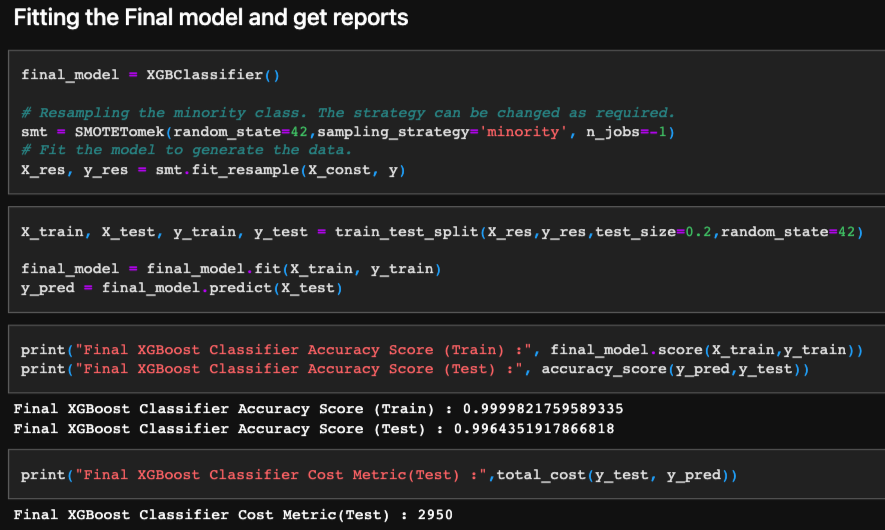 Fitting the Final model and get reports
final_model = XGBClassifier()
# Resampling the minority class. The strategy can be changed as required.
smt = SMOTETomek(random_state=42,sampling_strategy='minority', n_jobs=-1)
# Fit the model to generate the data.
X_res, y_res = smt.fit_resample(X_const, y)
X_train, X_test, y_train, y_test = train_test_split(X_res,y_res,test_size=0.2,random_state=42)
final_model = final_model.fit(X_train, y_train)
y_pred = final_model.predict(X_test)
print("Final XGBoost Classifier Accuracy Score (Train) :", final_model.score(X_train,y_train))
print("Final XGBoost Classifier Accuracy Score (Test) :", accuracy_score(y_pred,y_test))
Final XGBoost Classifier Accuracy Score (Train) : 0.9999821759589335
Final XGBoost Classifier Accuracy Score (Test) : 0.9964351917866818
print("Final XGBoost Classifier Cost Metric(Test) :",total_cost(y_test, y_pred))
Final XGBoost Classifier Cost Metric(Test) : 2950